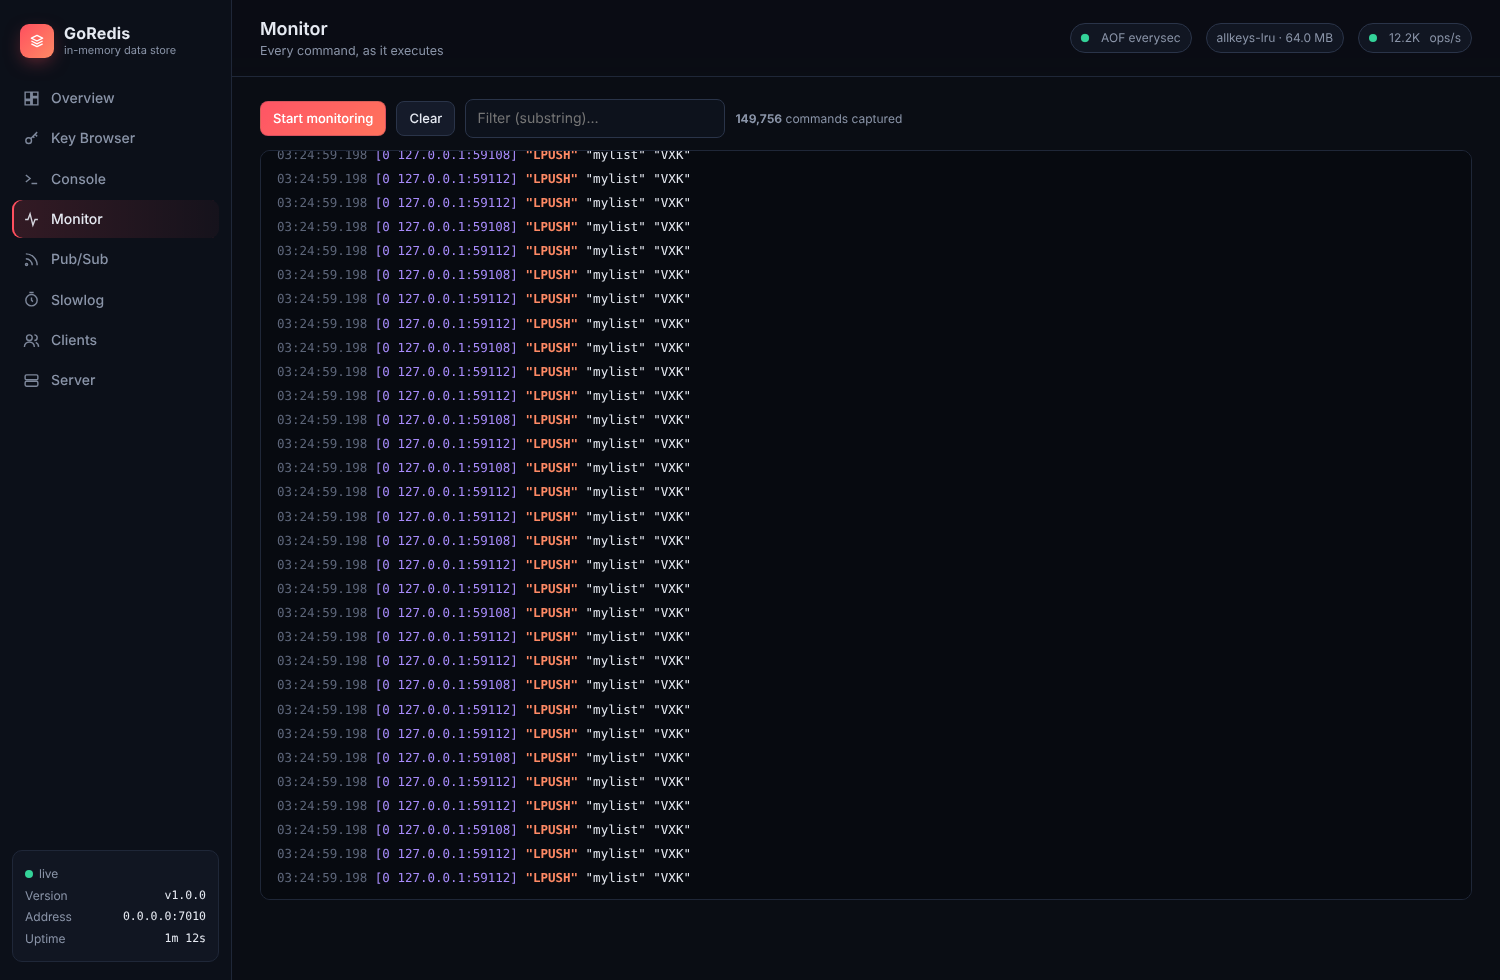 GoRedis
in-memory data store
Overview
Key Browser
Console
Monitor
Pub/Sub
Slowlog
Clients
Server
live
Version v1.0.0
Address 0.0.0.0:7010
Uptime 1m 12s
Monitor
Every command, as it executes
AOF everysec
allkeys-lru · 64.0 MB
12.2K ops/s
Start monitoring
Clear
Filter (substring)...
149,756 commands captured
03:24:59.198 [0 127.0.0.1:59108] "LPUSH" "mylist" "VXK"
03:24:59.198 [0 127.0.0.1:59112] "LPUSH" "mylist" "VXK"
03:24:59.198 [0 127.0.0.1:59112] "LPUSH" "mylist" "VXK"
03:24:59.198 [0 127.0.0.1:59108] "LPUSH" "mylist" "VXK"
03:24:59.198 [0 127.0.0.1:59112] "LPUSH" "mylist" "VXK"
03:24:59.198 [0 127.0.0.1:59108] "LPUSH" "mylist" "VXK"
03:24:59.198 [0 127.0.0.1:59112] "LPUSH" "mylist" "VXK"
03:24:59.198 [0 127.0.0.1:59112] "LPUSH" "mylist" "VXK"
03:24:59.198 [0 127.0.0.1:59108] "LPUSH" "mylist" "VXK"
03:24:59.198 [0 127.0.0.1:59112] "LPUSH" "mylist" "VXK"
03:24:59.198 [0 127.0.0.1:59112] "LPUSH" "mylist" "VXK"
03:24:59.198 [0 127.0.0.1:59108] "LPUSH" "mylist" "VXK"
03:24:59.198 [0 127.0.0.1:59112] "LPUSH" "mylist" "VXK"
03:24:59.198 [0 127.0.0.1:59108] "LPUSH" "mylist" "VXK"
03:24:59.198 [0 127.0.0.1:59112] "LPUSH" "mylist" "VXK"
03:24:59.198 [0 127.0.0.1:59112] "LPUSH" "mylist" "VXK"
03:24:59.198 [0 127.0.0.1:59108] "LPUSH" "mylist" "VXK"
03:24:59.198 [0 127.0.0.1:59112] "LPUSH" "mylist" "VXK"
03:24:59.198 [0 127.0.0.1:59112] "LPUSH" "mylist" "VXK"
03:24:59.198 [0 127.0.0.1:59108] "LPUSH" "mylist" "VXK"
03:24:59.198 [0 127.0.0.1:59112] "LPUSH" "mylist" "VXK"
03:24:59.198 [0 127.0.0.1:59112] "LPUSH" "mylist" "VXK"
03:24:59.198 [0 127.0.0.1:59108] "LPUSH" "mylist" "VXK"
03:24:59.198 [0 127.0.0.1:59112] "LPUSH" "mylist" "VXK"
03:24:59.198 [0 127.0.0.1:59112] "LPUSH" "mylist" "VXK"
03:24:59.198 [0 127.0.0.1:59108] "LPUSH" "mylist" "VXK"
03:24:59.198 [0 127.0.0.1:59112] "LPUSH" "mylist" "VXK"
03:24:59.198 [0 127.0.0.1:59112] "LPUSH" "mylist" "VXK"
03:24:59.198 [0 127.0.0.1:59108] "LPUSH" "mylist" "VXK"
03:24:59.198 [0 127.0.0.1:59112] "LPUSH" "mylist" "VXK"
03:24:59.198 [0 127.0.0.1:59112] "LPUSH" "mylist" "VXK"